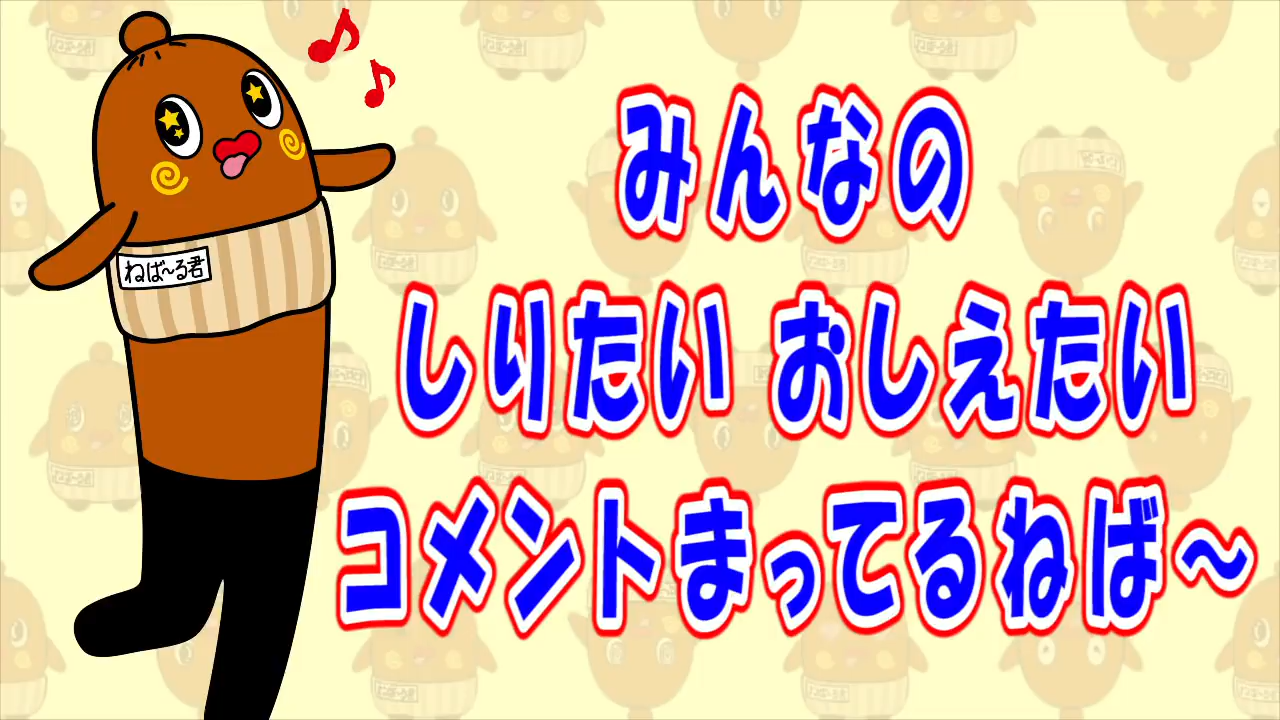 みんなの
しりたい おしえたい
コメントまってるねば～
ねば～る君